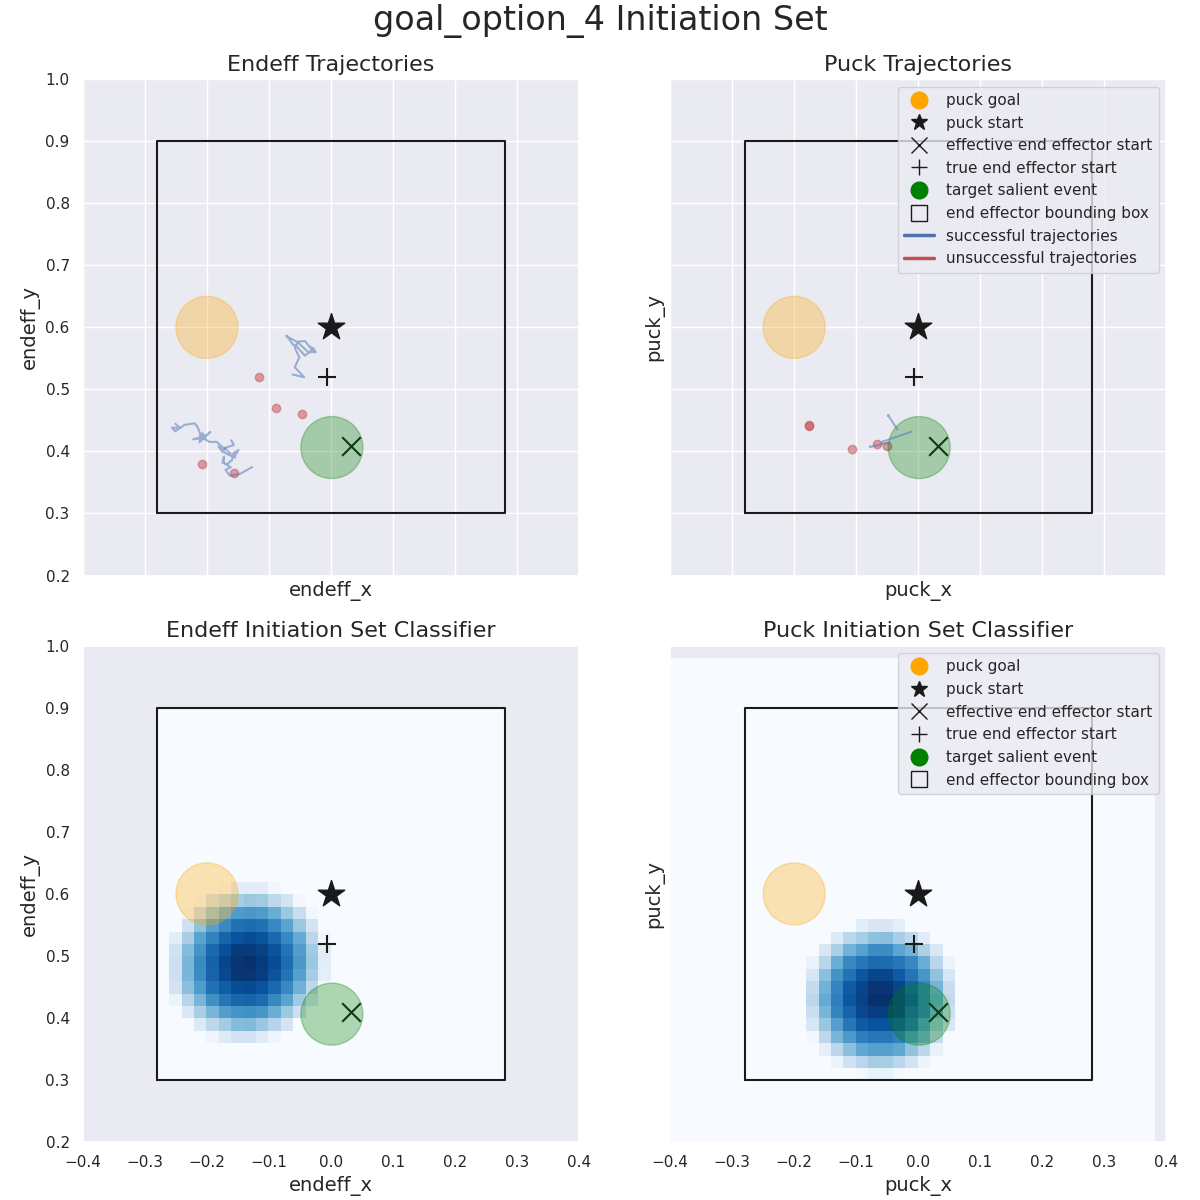 goal_option_4 Initiation Set
Endeff Trajectories
Puck Trajectories
1.0
0.9
0.8
0.7
0.6
0.5
0.4
0.3
0.2
endeff_y
endeff_x
puck_y
puck_x
puck goal
puck start
effective end effector start
true end effector start
target salient event
end effector bounding box
successful trajectories
unsuccessful trajectories
Endeff Initiation Set Classifier
Puck Initiation Set Classifier
1.0
0.9
0.8
0.7
0.6
0.5
0.4
0.3
0.2
endeff_y
−0.4 −0.3 −0.2 −0.1 0.0 0.1 0.2 0.3 0.4
endeff_x
puck_y
puck goal
puck start
effective end effector start
true end effector start
target salient event
end effector bounding box
−0.4 −0.3 −0.2 −0.1 0.0 0.1 0.2 0.3 0.4
puck_x